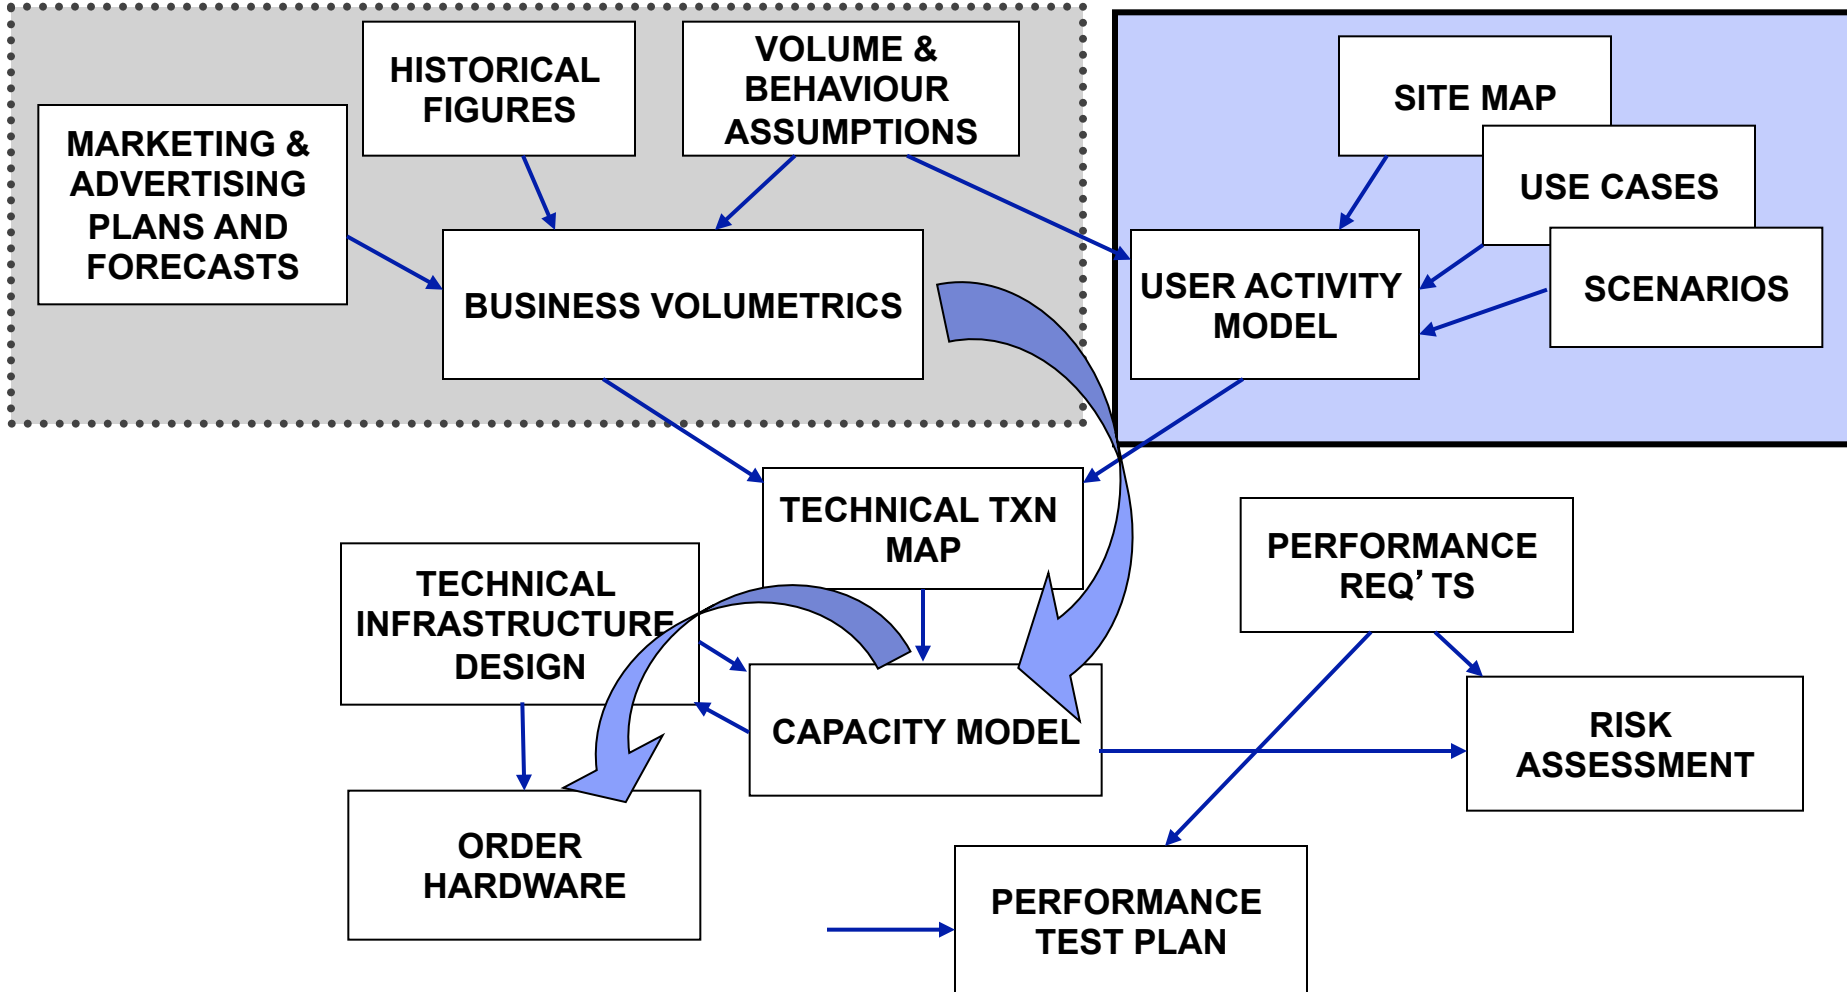 HISTORICAL
FIGURES
VOLUME &
BEHAVIOUR
ASSUMPTIONS
SITE MAP
MARKETING &
ADVERTISING
PLANS AND
FORECASTS
USE CASES
BUSINESS VOLUMETRICS
USER ACTIVITY
MODEL
SCENARIOS
TECHNICAL TXN
MAP
PERFORMANCE
REQ’TS
TECHNICAL
INFRASTRUCTURE
DESIGN
CAPACITY MODEL
RISK
ASSESSMENT
ORDER
HARDWARE
PERFORMANCE
TEST PLAN